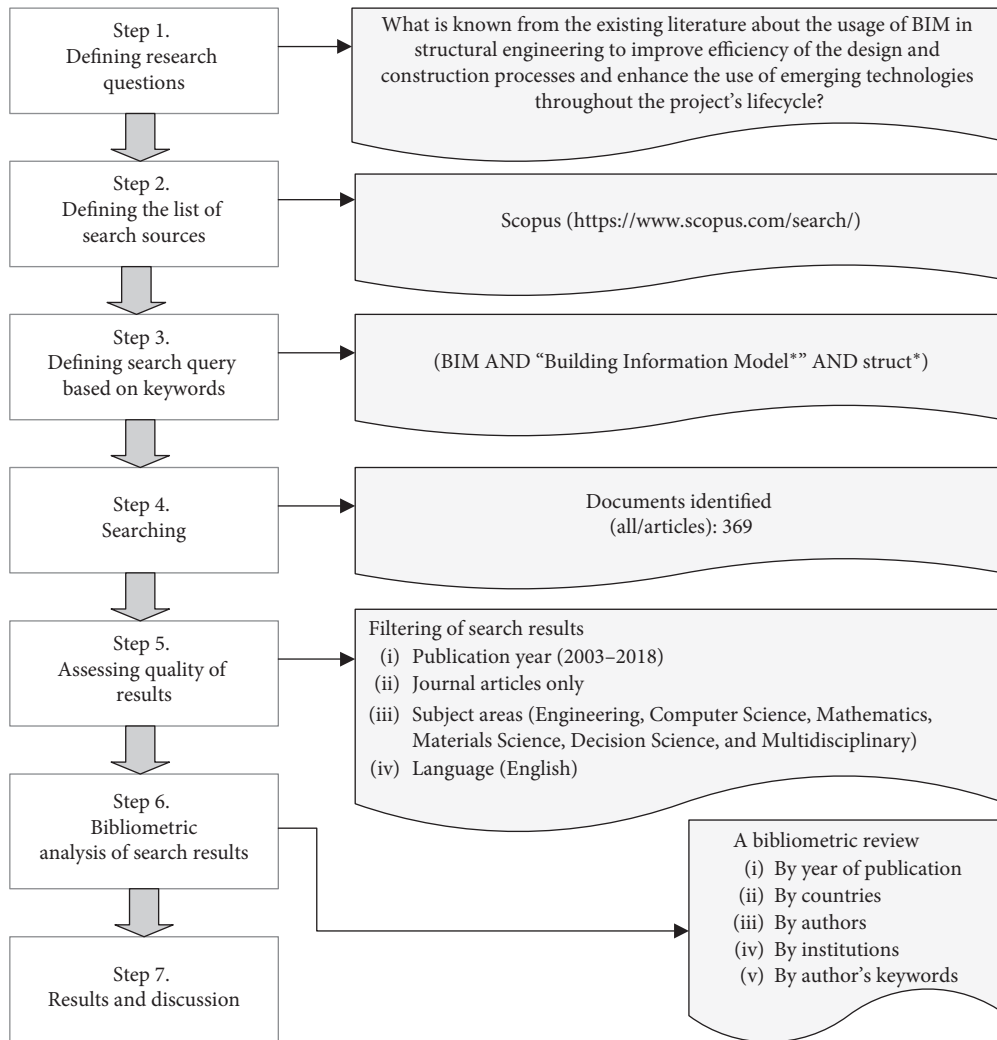 Step 1.
Defining research
questions
What is known from the existing literature about the usage of BIM in
structural engineering to improve efficiency of the design and
construction processes and enhance the use of emerging technologies
throughout the project's lifecycle?
Step 2.
Defining the list of
search sources
Scopus (https://www.scopus.com/search/)
Step 3.
Defining search query
based on keywords
(BIM AND “Building Information Model*” AND struct*)
Step 4.
Searching
Documents identified
(all/articles): 369
Step 5.
Assessing quality of
results
Filtering of search results
(i) Publication year (2003–2018)
(ii) Journal articles only
(iii) Subject areas (Engineering, Computer Science, Mathematics,
Materials Science, Decision Science, and Multidisciplinary)
(iv) Language (English)
Step 6.
Bibliometric
analysis of search results
A bibliometric review
(i) By year of publication
(ii) By countries
(iii) By authors
(iv) By institutions
(v) By author's keywords
Step 7.
Results and discussion